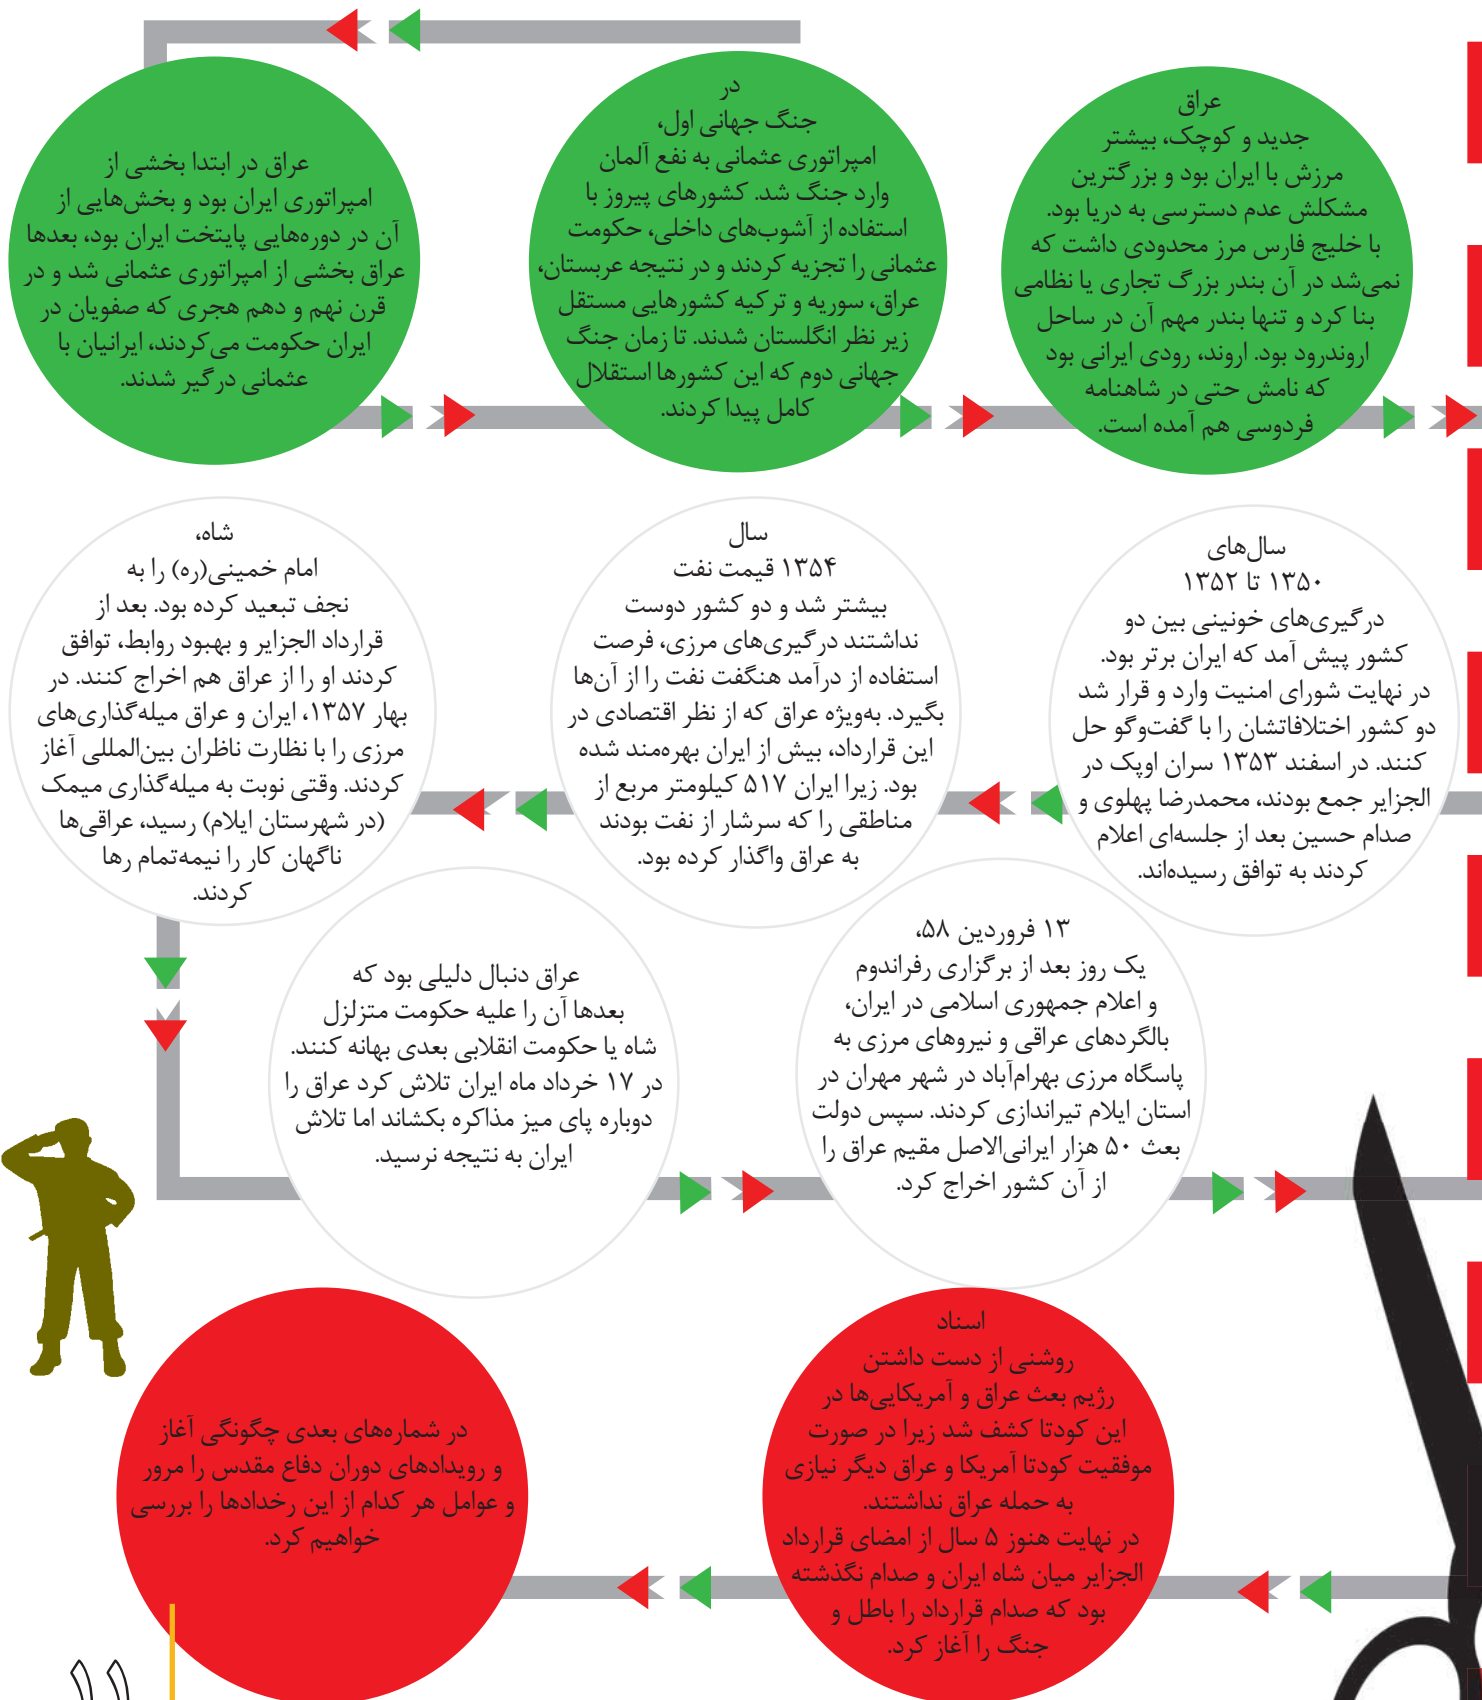 عراق در ابتدا بخشی از
امپراتوری ایران بود و بخش‌هایی از
آن در دوره‌هایی پایتخت ایران بود، بعدها
عراق بخشی از امپراتوری عثمانی شد و در
قرن نهم و دهم هجری که صفویان در
ایران حکومت می‌کردند، ایرانیان با
عثمانی درگیر شدند.
در
جنگ جهانی اول،
امپراتوری عثمانی به نفع آلمان
وارد جنگ شد. کشورهای پیروز با
استفاده از آشوب‌های داخلی، حکومت
عثمانی را تجزیه کردند و در نتیجه عربستان،
عراق، سوریه و ترکیه کشورهایی مستقل
زیر نظر انگلستان شدند. تا زمان جنگ
جهانی دوم که این کشورها استقلال
کامل پیدا کردند.
عراق
جدید و کوچک، بیشتر
مرزش با ایران بود و بزرگترین
مشکلش عدم دسترسی به دریا بود.
با خلیج فارس مرز محدودی داشت که
نمی‌شد در آن بندر بزرگ تجاری یا نظامی
بنا کرد و تنها بندر مهم آن در ساحل
اروندرود بود. اروند، رودی ایرانی بود
که نامش حتی در شاهنامه
فردوسی هم آمده است.
سال‌های
۱۳۵۰ تا ۱۳۵۲
درگیری‌های خونینی بین دو
کشور پیش آمد که ایران برتر بود.
در نهایت شورای امنیت وارد و قرار شد
دو کشور اختلافاتشان را با گفت‌وگو حل
کنند. در اسفند ۱۳۵۳ سران اوپک در
الجزایر جمع بودند، محمدرضا پهلوی و
صدام حسین بعد از جلسه‌ای اعلام
کردند به توافق رسیده‌اند.
سال
۱۳۵۴ قیمت نفت
بیشتر شد و دو کشور دوست
نداشتند درگیری‌های مرزی، فرصت
استفاده از درآمد هنگفت نفت را از آن‌ها
بگیرد. به‌ویژه عراق که از نظر اقتصادی در
این قرارداد، بیش از ایران بهره‌مند شده
بود. زیرا ایران ۵۱۷ کیلومتر مربع از
مناطقی را که سرشار از نفت بودند
به عراق واگذار کرده بود.
شاه،
امام خمینی(ره) را به
نجف تبعید کرده بود. بعد از
قرارداد الجزایر و بهبود روابط، توافق
کردند او را از عراق هم اخراج کنند. در
بهار ۱۳۵۷، ایران و عراق میله‌گذاری‌های
مرزی را با نظارت ناظران بین‌المللی آغاز
کردند. وقتی نوبت به میله‌گذاری میمک
(در شهرستان ایلام) رسید، عراقی‌ها
ناگهان کار را نیمه‌تمام رها
کردند.
عراق دنبال دلیلی بود که
بعدها آن را علیه حکومت متزلزل
شاه یا حکومت انقلابی بعدی بهانه کنند.
در ۱۷ خرداد ماه ایران تلاش کرد عراق را
دوباره پای میز مذاکره بکشاند اما تلاش
ایران به نتیجه نرسید.
۱۳ فروردین ۵۸،
یک روز بعد از برگزاری رفراندوم
و اعلام جمهوری اسلامی در ایران،
بالگردهای عراقی و نیروهای مرزی به
پاسگاه مرزی بهرام‌آباد در شهر مهران در
استان ایلام تیراندازی کردند. سپس دولت
بعث ۵۰ هزار ایرانی‌الاصل مقیم عراق را
از آن کشور اخراج کرد.
اسناد
روشنی از دست داشتن
رژیم بعث عراق و آمریکایی‌ها در
این کودتا کشف شد زیرا در صورت
موفقیت کودتا آمریکا و عراق دیگر نیازی
به حمله عراق نداشتند.
در نهایت هنوز ۵ سال از امضای قرارداد
الجزایر میان شاه ایران و صدام نگذشته
بود که صدام قرارداد را باطل و
جنگ را آغاز کرد.
در شماره‌های بعدی چگونگی آغاز
و رویدادهای دوران دفاع مقدس را مرور
و عوامل هر کدام از این رخدادها را بررسی
خواهیم کرد.
۱۱